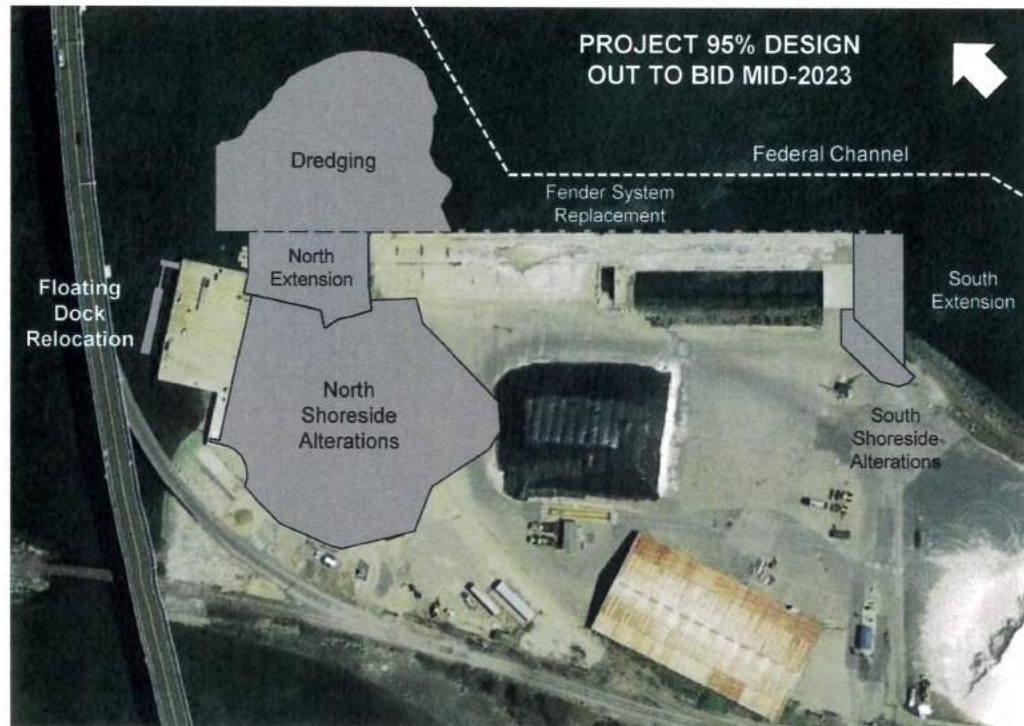 PROJECT 95% DESIGN
OUT TO BID MID-2023
Dredging
Federal Channel
Fender System
Replacement
North
Extension
Floating
Dock
Relocation
South
Extension
North
Shoreside
Alterations
South
Shoreside
Alterations